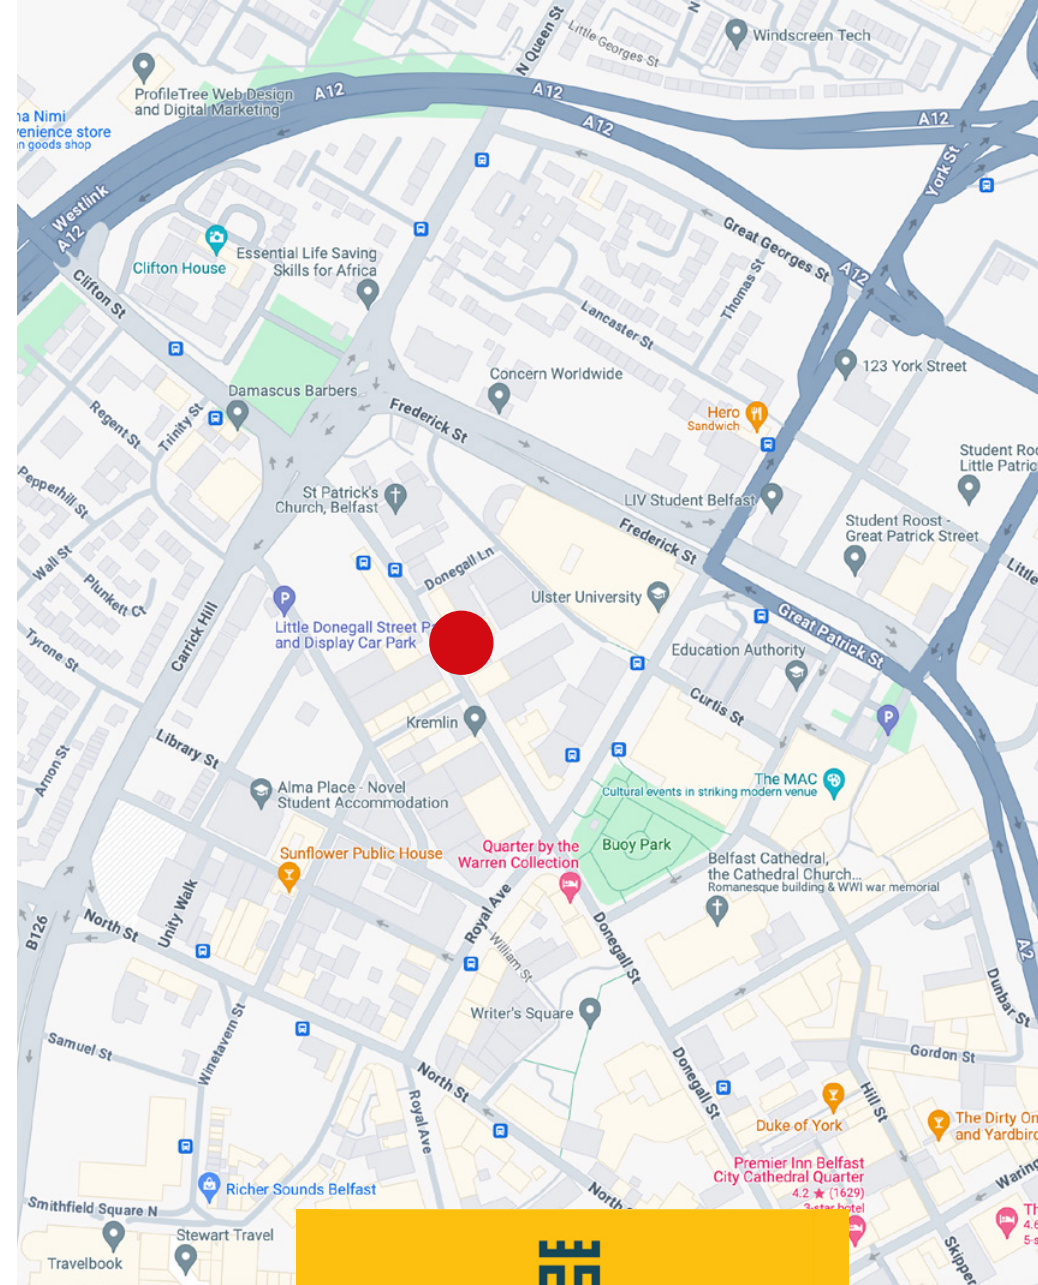 N Queen St
Little Georges St
N
Windscreen Tech
ProfileTree Web Design
and Digital Marketing
A12
A12
A12
A12
na Nimi
venience store
n goods shop
York St
Westlink
A12
Clifton House
Essential Life Saving
Skills for Africa
Great Georges St
A12
Thomas St
Clifton St
Lancaster St
Concern Worldwide
123 York Street
Damascus Barbers
Regent St
Trinity St
Frederick St
Hero
Sandwich
Student Roo
Little Patric
Pepperhill St
St Patrick's
Church, Belfast
LIV Student Belfast
Student Roost -
Great Patrick Street
Frederick St
Wall St
Donegall Ln
Little
Plunkett Ct
Ulster University
P
Little Donegall Street P
and Display Car Park
Great Patrick St
Carrick Hill
Tyrone St
Education Authority
Curtis St
P
Kremlin
Library St
Arnon St
Alma Place - Novel
Student Accommodation
The MAC
Cultural events in striking modern venue
Sunflower Public House
Quarter by the
Warren Collection
Buoy Park
Belfast Cathedral,
the Cathedral Church...
Romanesque building & WWI war memorial
Unity Walk
North St
B126
Royal Ave
William St
Donegall St
A2
Dunbar St
Writer's Square
Samuel St
Winetavern St
North St
Royal Ave
Donegall St
Gordon St
Hill St
Duke of York
The Dirty On
and Yardbird
Premier Inn Belfast
City Cathedral Quarter
4.2 ★ (1629)
3-star hotel
Waring
Richer Sounds Belfast
Smithfield Square N
North
Th
4.6
5-s
Stewart Travel
Travelbook
Skipper